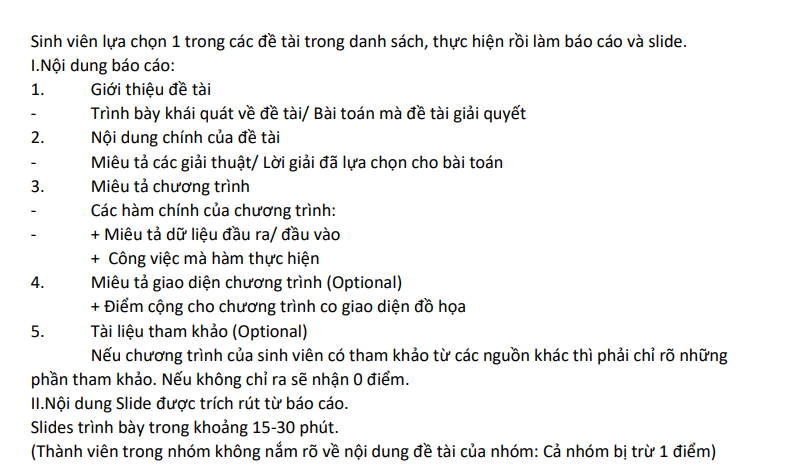 Sinh viên lựa chọn 1 trong các đề tài trong danh sách, thực hiện rồi làm báo cáo và slide.
I.Nội dung báo cáo:
1. Giới thiệu đề tài
- Trình bày khái quát về đề tài/ Bài toán mà đề tài giải quyết
2. Nội dung chính của đề tài
- Miêu tả các giải thuật/ Lời giải đã lựa chọn cho bài toán
3. Miêu tả chương trình
- Các hàm chính của chương trình:
- + Miêu tả dữ liệu đầu ra/ đầu vào
+ Công việc mà hàm thực hiện
4. Miêu tả giao diện chương trình (Optional)
+ Điểm cộng cho chương trình co giao diện đồ họa
5. Tài liệu tham khảo (Optional)
Nếu chương trình của sinh viên có tham khảo từ các nguồn khác thì phải chỉ rõ những
phần tham khảo. Nếu không chỉ ra sẽ nhận 0 điểm.
II.Nội dung Slide được trích rút từ báo cáo.
Slides trình bày trong khoảng 15-30 phút.
(Thành viên trong nhóm không nắm rõ về nội dung đề tài của nhóm: Cả nhóm bị trừ 1 điểm)